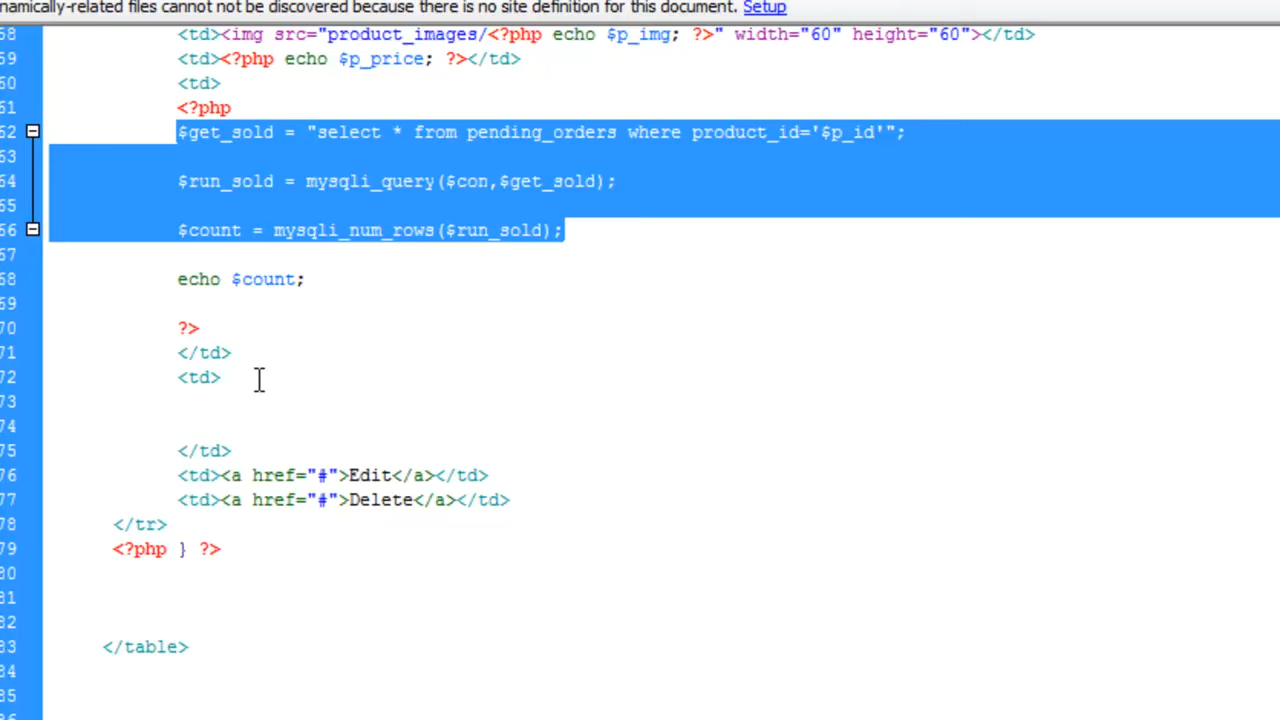 namically-related files cannot not be discovered because there is no site definition for this document. Setup
58 <td><img src="product_images/<?php echo $p_img; ?>" width="60" height="60"></td>
59 <td><?php echo $p_price; ?></td>
60 <td>
61 <?php
62 $get_sold = "select * from pending_orders where product_id='$p_id'";
63
64 $run_sold = mysqli_query($con,$get_sold);
65
66 $count = mysqli_num_rows($run_sold);
67
68 echo $count;
69
70 ?>
71 </td>
72 <td>
73
74
75 </td>
76 <td><a href="#">Edit</a></td>
77 <td><a href="#">Delete</a></td>
78 </tr>
79 <?php } ?>
80
81
82
83 </table>
84
85
86